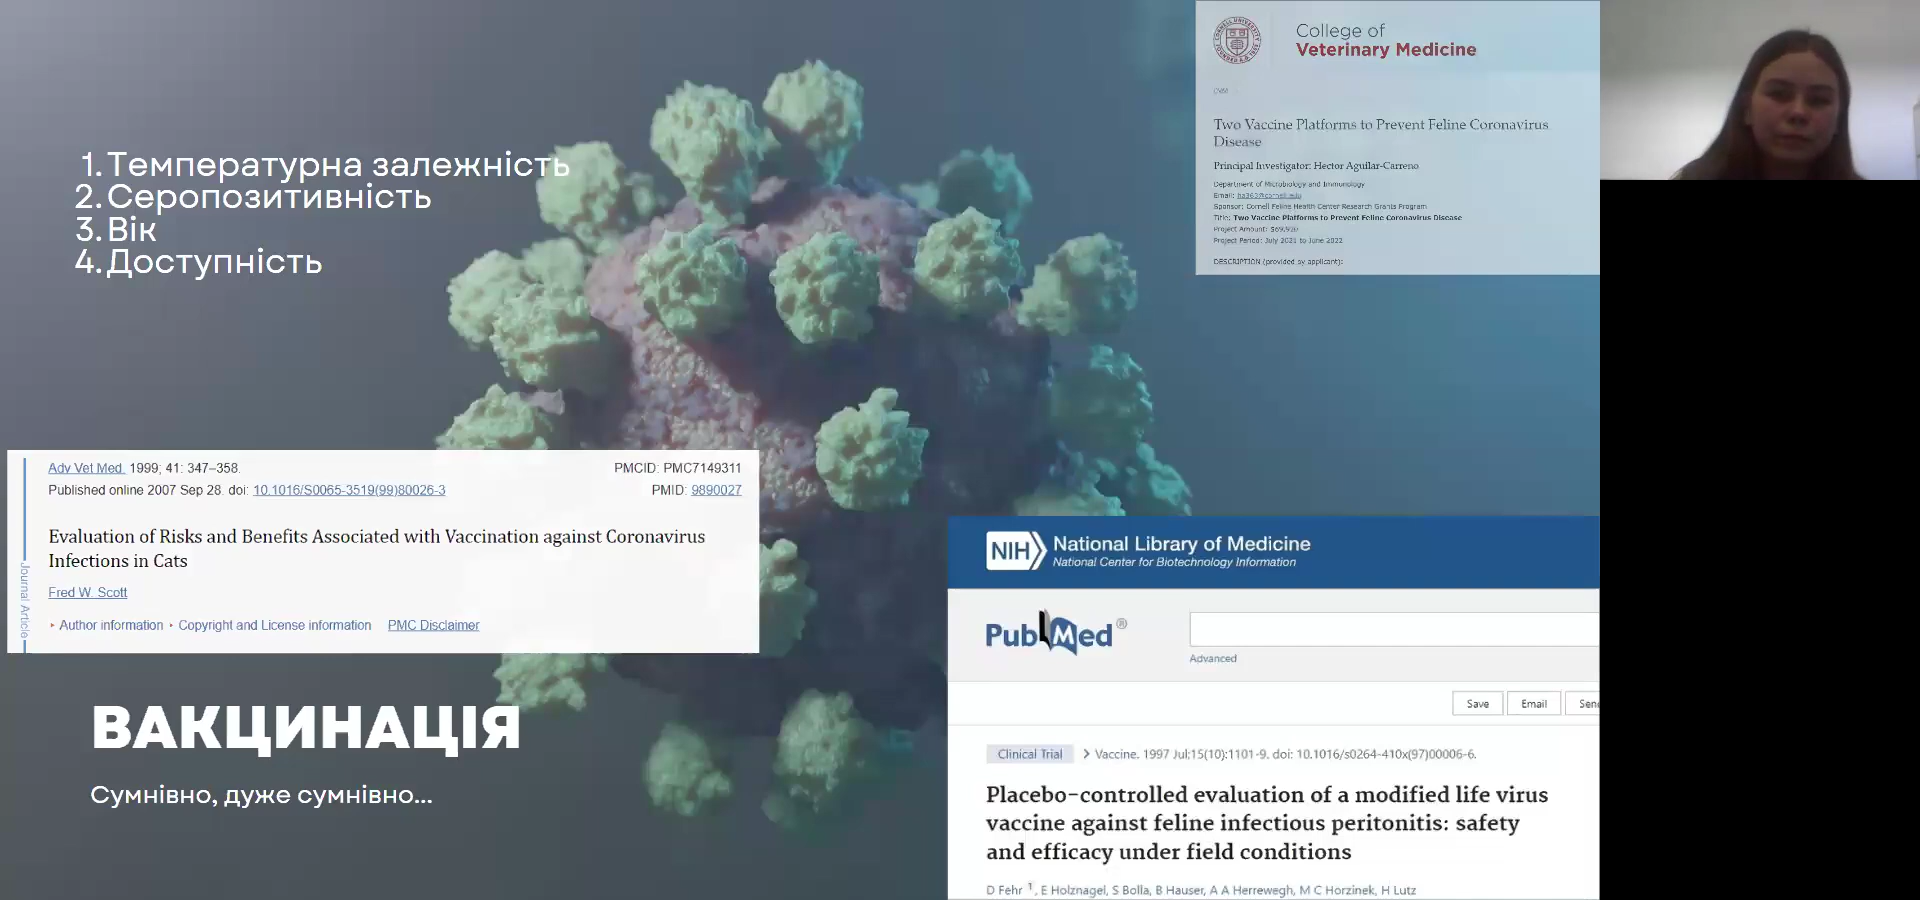 1. Температурна залежність
2. Серопозитивність
3. Вік
4. Доступність
College of
Veterinary Medicine
Two Vaccine Platforms to Prevent Feline Coronavirus
Disease
Principal Investigator: Hector Aguilar-Carreno
Department of Microbiology and Immunology
Email: ha363@cornell.edu
Sponsor: Cornell Feline Health Center Research Grants Program
Title: Two Vaccine Platforms to Prevent Feline Coronavirus Disease
Project Amount:
Project Period: July 2021 to June 2022
DESCRIPTION (provided by applicant):
Adv Vet Med. 1999; 41: 347–358.
PMCID: PMC7149311
Published online 2007 Sep 28. doi: 10.1016/S0065-3519(99)80026-3
PMID: 9890027
Evaluation of Risks and Benefits Associated with Vaccination against Coronavirus
Infections in Cats
Fred W. Scott
Author information Copyright and License information PMC Disclaimer
Journal Article
ВАКЦИНАЦІЯ
Сумнівно, дуже сумнівно...
NIH National Library of Medicine
National Center for Biotechnology Information
PubMed®
Advanced
Save Email Send
Clinical Trial > Vaccine. 1997 Jul;15(10):1101-9. doi: 10.1016/s0264-410x(97)00006-6.
Placebo-controlled evaluation of a modified life virus
vaccine against feline infectious peritonitis: safety
and efficacy under field conditions
D Fehr 1, E Holznagel, S Bolla, B Hauser, A A Herrewegh, M C Horzinek, H Lutz